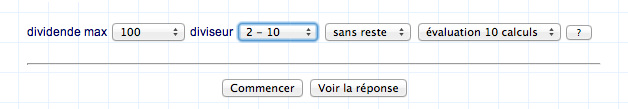 dividende max 100 diviseur 2 – 10 sans reste évaluation 10 calculs ?
Commencer Voir la réponse